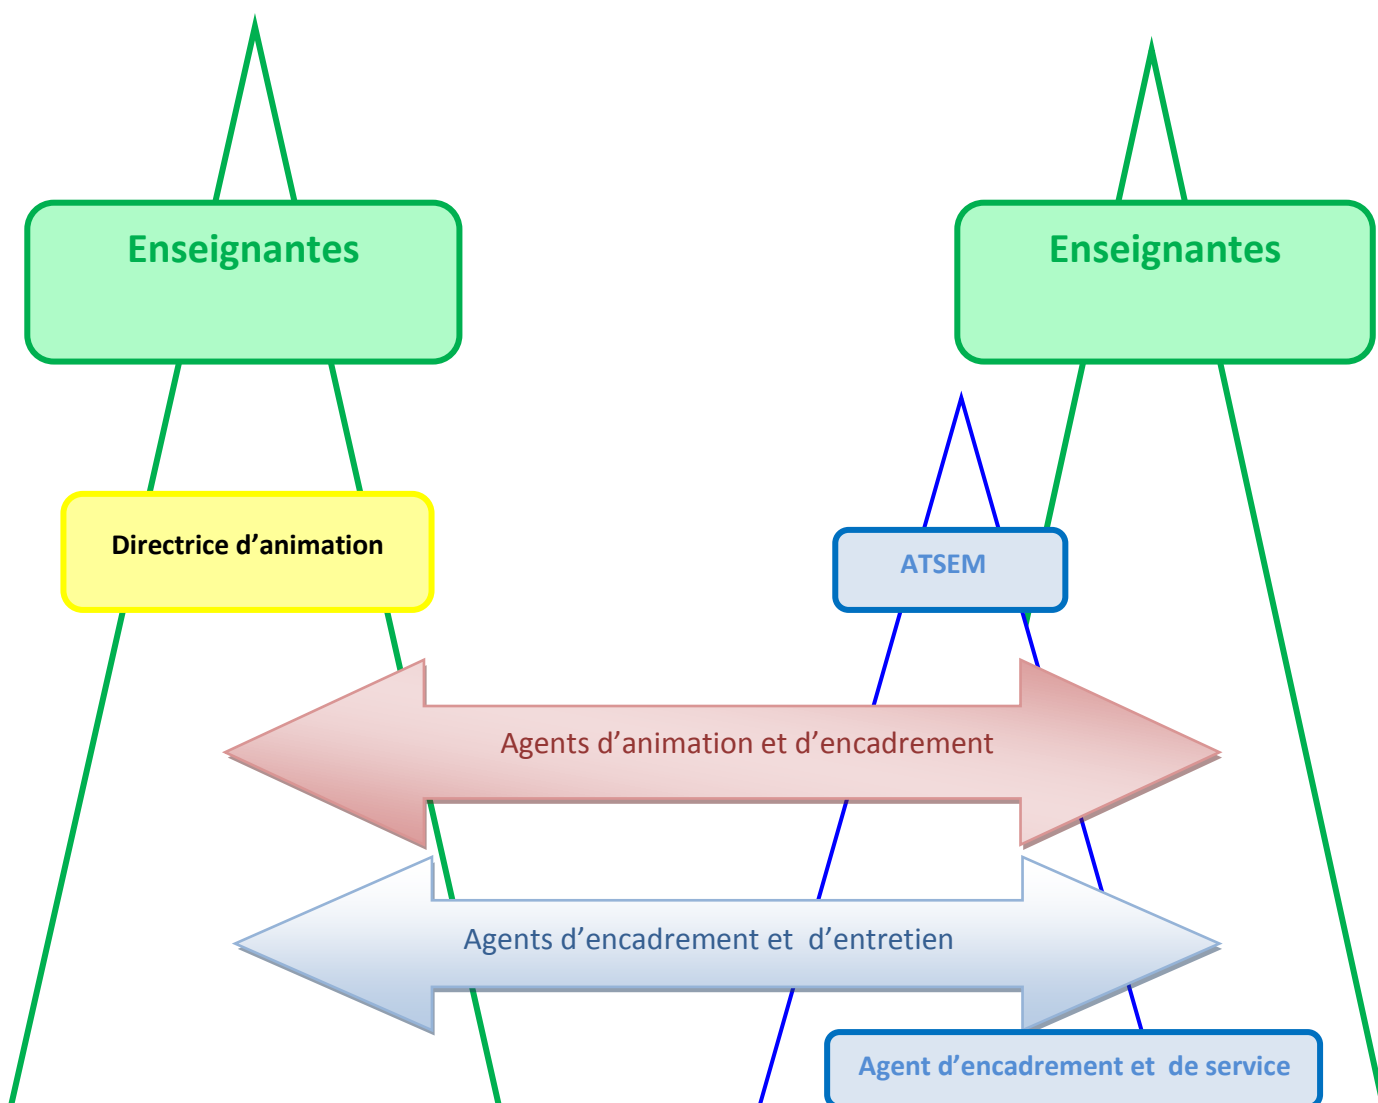 Enseignantes
Enseignantes
Directrice d’animation
ATSEM
Agents d’animation et d’encadrement
Agents d’encadrement et d’entretien
Agent d’encadrement et de service